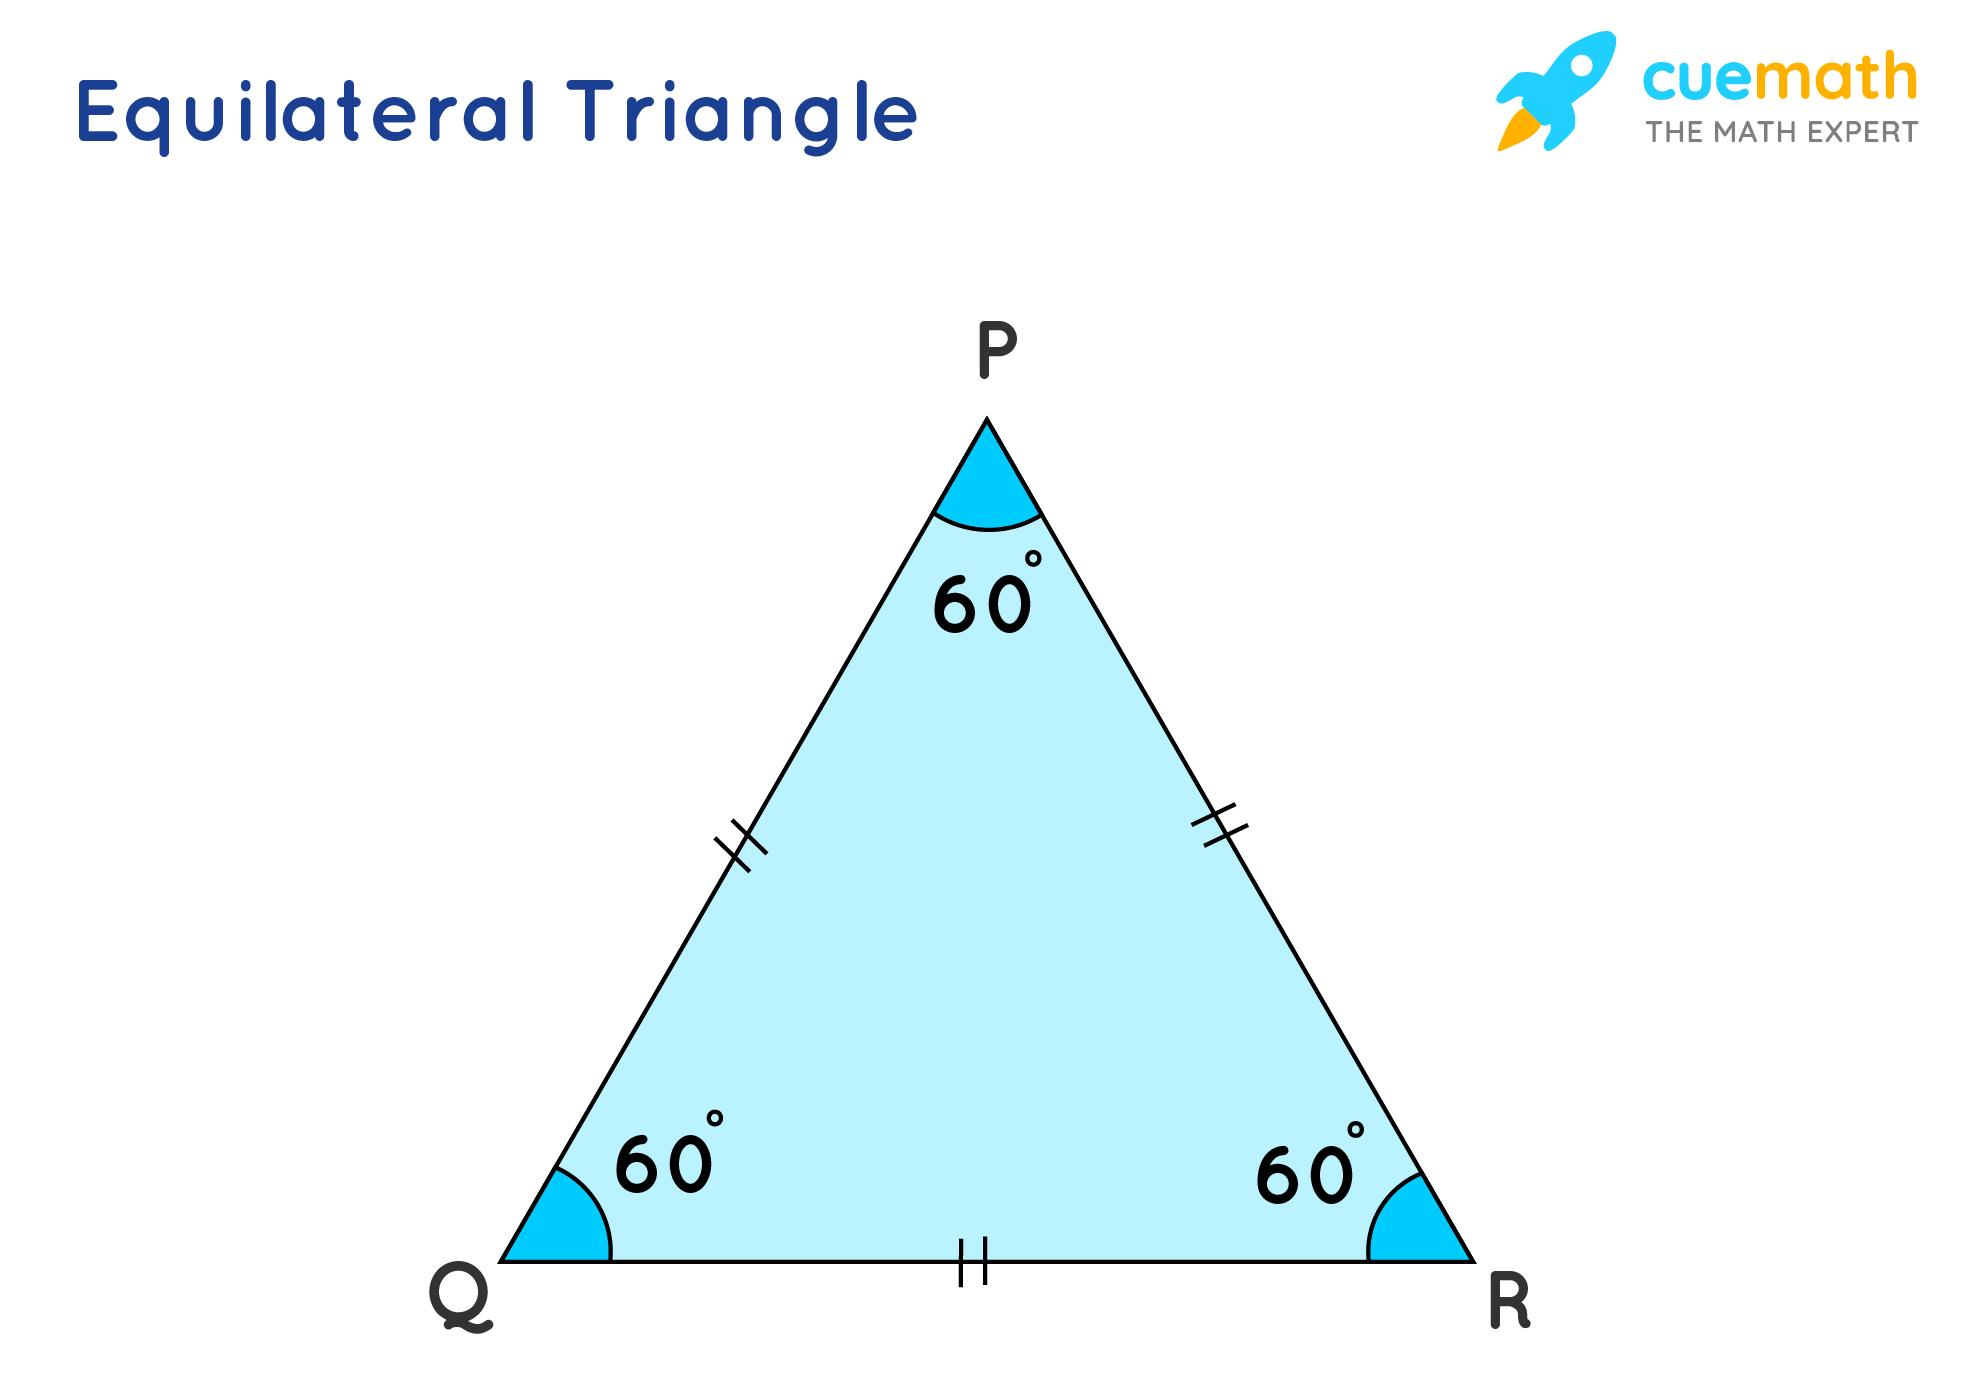 Equilateral Triangle
cuemath
THE MATH EXPERT
P
60°
60°
60°
Q
R